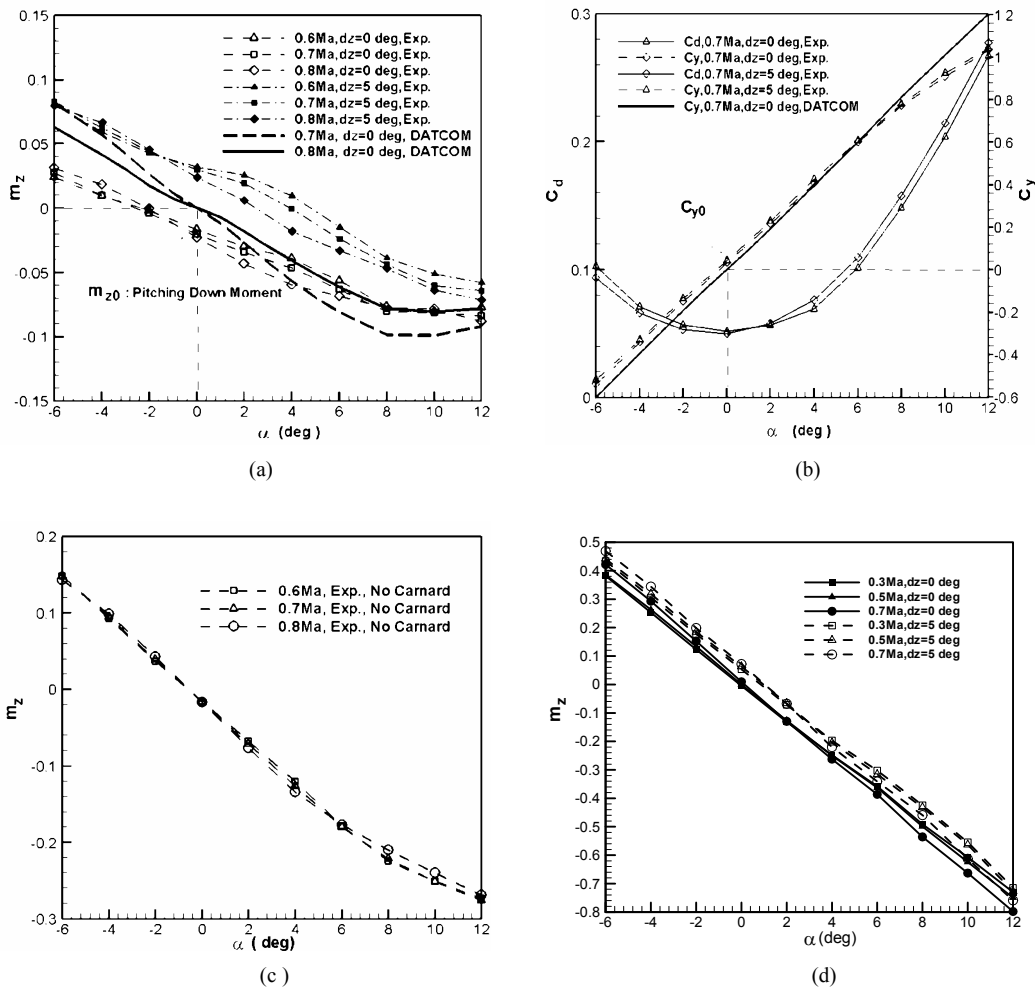 0.15
0.1
0.05
0
-0.05
-0.1
-0.15
m_z
0.6Ma,dz=0 deg,Exp.
0.7Ma,dz=0 deg,Exp.
0.8Ma,dz=0 deg,Exp.
0.6Ma,dz=5 deg,Exp.
0.7Ma,dz=5 deg,Exp.
0.8Ma,dz=5 deg,Exp.
0.7Ma, dz=0 deg, DATCOM
0.8Ma, dz=0 deg, DATCOM
m_z0 : Pitching Down Moment
-6 -4 -2 0 2 4 6 8 10 12
α (deg )
(a)
0.3
0.2
0.1
0
C_d
Cd,0.7Ma,dz=0 deg,Exp.
Cy,0.7Ma,dz=0 deg,Exp.
Cd,0.7Ma,dz=5 deg,Exp.
Cy,0.7Ma,dz=5 deg,Exp.
Cy,0.7Ma,dz=0 deg,DATCOM
C_y0
1.2
1
0.8
0.6
0.4
0.2
0
-0.2
-0.4
-0.6
C_y
-6 -4 -2 0 2 4 6 8 10 12
α (deg)
(b)
0.2
0.1
0
-0.1
-0.2
-0.3
m_z
0.6Ma, Exp., No Carnard
0.7Ma, Exp., No Carnard
0.8Ma, Exp., No Carnard
-6 -4 -2 0 2 4 6 8 10 12
α ( deg)
(c )
0.5
0.4
0.3
0.2
0.1
0
-0.1
-0.2
-0.3
-0.4
-0.5
-0.6
-0.7
-0.8
m_z
0.3Ma,dz=0 deg
0.5Ma,dz=0 deg
0.7Ma,dz=0 deg
0.3Ma,dz=5 deg
0.5Ma,dz=5 deg
0.7Ma,dz=5 deg
-6 -4 -2 0 2 4 6 8 10 12
α (deg)
(d)